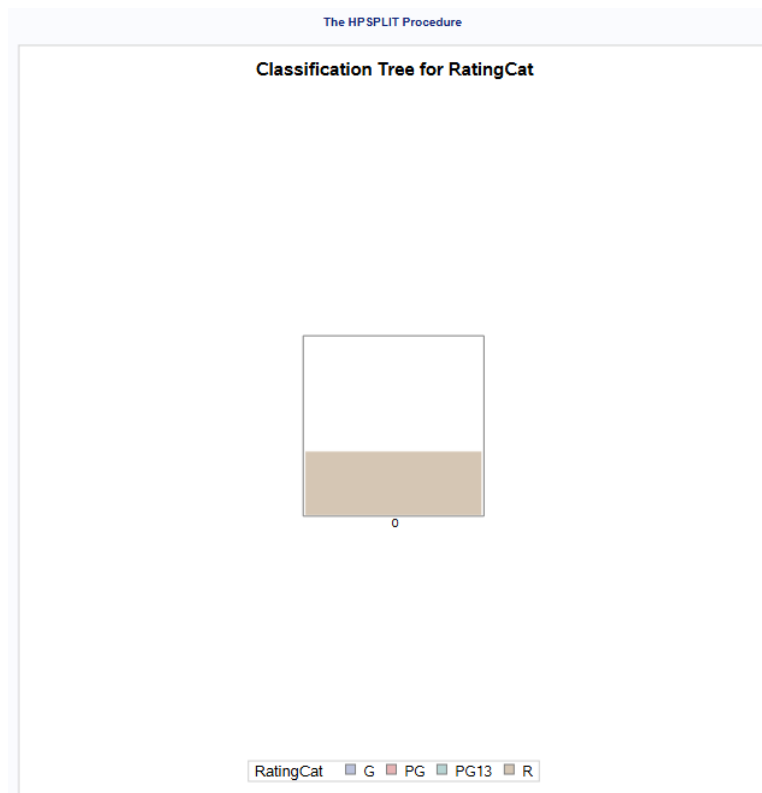 The HPSPLIT Procedure
Classification Tree for RatingCat
0
RatingCat G PG PG13 R